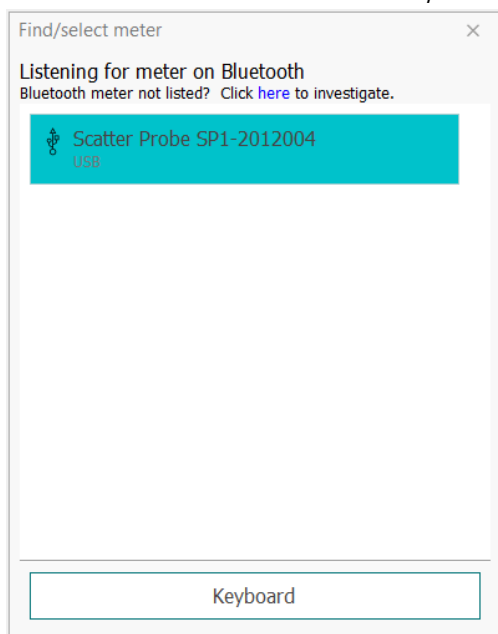 Find/select meter
Listening for meter on Bluetooth
Bluetooth meter not listed? Click here to investigate.
Scatter Probe SP1-2012004
USB
Keyboard